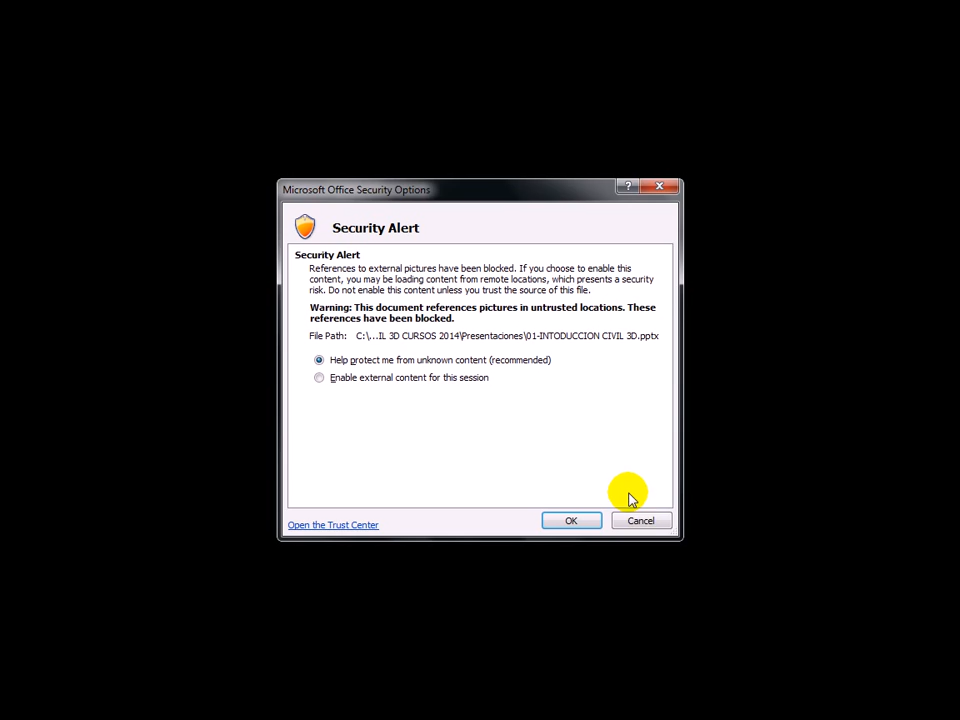 Microsoft Office Security Options
?
Security Alert
Security Alert
References to external pictures have been blocked. If you choose to enable this
content, you may be loading content from remote locations, which presents a security
risk. Do not enable this content unless you trust the source of this file.
Warning: This document references pictures in untrusted locations. These
references have been blocked.
File Path: C:\...IL 3D CURSOS 2014\Presentaciones\01-INTODUCCION CIVIL 3D.pptx
Help protect me from unknown content (recommended)
Enable external content for this session
Open the Trust Center
OK
Cancel